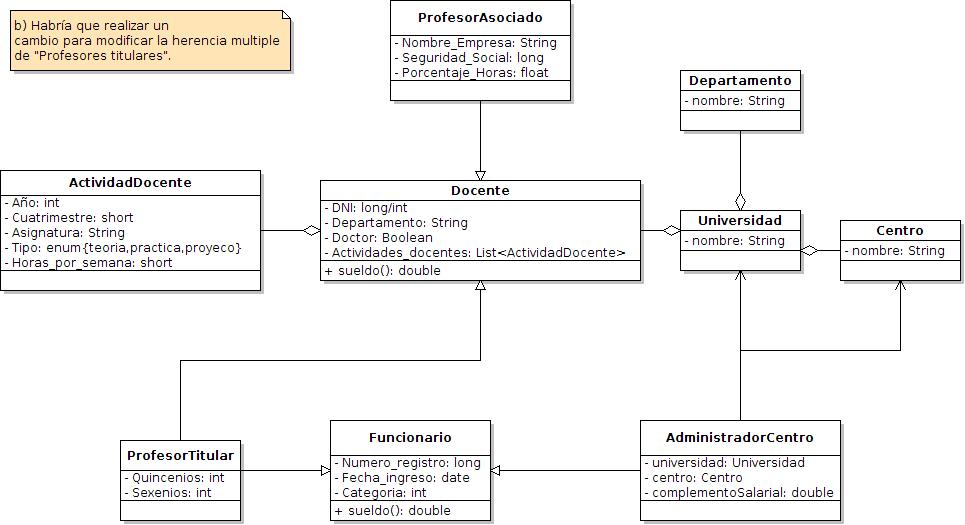 b) Habría que realizar un
cambio para modificar la herencia multiple
de "Profesores titulares".
ProfesorAsociado
- Nombre_Empresa: String
- Seguridad_Social: long
- Porcentaje_Horas: float
Departamento
- nombre: String
ActividadDocente
- Año: int
- Cuatrimestre: short
- Asignatura: String
- Tipo: enum{teoria,practica,proyeco}
- Horas_por_semana: short
Docente
- DNI: long/int
- Departamento: String
- Doctor: Boolean
- Actividades_docentes: List<ActividadDocente>
+ sueldo(): double
Universidad
- nombre: String
Centro
- nombre: String
ProfesorTitular
- Quincenios: int
- Sexenios: int
Funcionario
- Numero_registro: long
- Fecha_ingreso: date
- Categoria: int
+ sueldo(): double
AdministradorCentro
- universidad: Universidad
- centro: Centro
- complementoSalarial: double